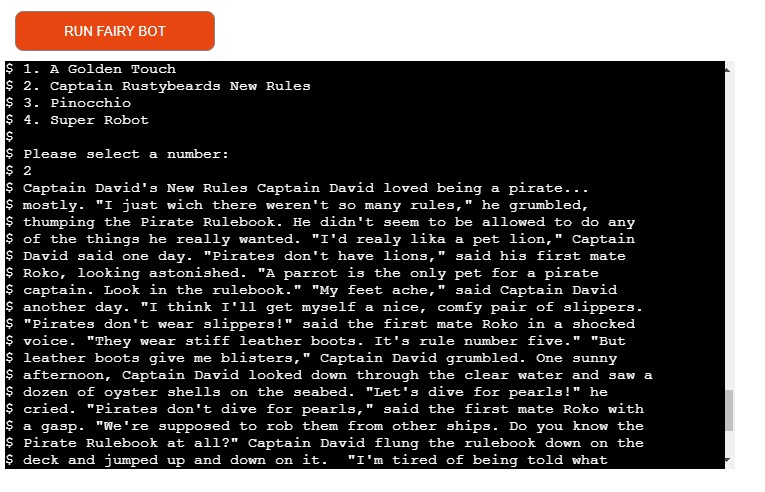 RUN FAIRY BOT
$ 1. A Golden Touch
$ 2. Captain Rustybeards New Rules
$ 3. Pinocchio
$ 4. Super Robot
$
$ Please select a number:
$ 2
$ Captain David's New Rules Captain David loved being a pirate...
$ mostly. "I just wich there weren't so many rules," he grumbled,
$ thumping the Pirate Rulebook. He didn't seem to be allowed to do any
$ of the things he really wanted. "I'd realy lika a pet lion," Captain
$ David said one day. "Pirates don't have lions," said his first mate
$ Roko, looking astonished. "A parrot is the only pet for a pirate
$ captain. Look in the rulebook." "My feet ache," said Captain David
$ another day. "I think I'll get myself a nice, comfy pair of slippers.
$ "Pirates don't wear slippers!" said the first mate Roko in a shocked
$ voice. "They wear stiff leather boots. It's rule number five." "But
$ leather boots give me blisters," Captain David grumbled. One sunny
$ afternoon, Captain David looked down through the clear water and saw a
$ dozen of oyster shells on the seabed. "Let's dive for pearls!" he
$ cried. "Pirates don't dive for pearls," said the first mate Roko with
$ a gasp. "We're supposed to rob them from other ships. Do you know the
$ Pirate Rulebook at all?" Captain David flung the rulebook down on the
$ deck and jumped up and down on it.  "I'm tired of being told what